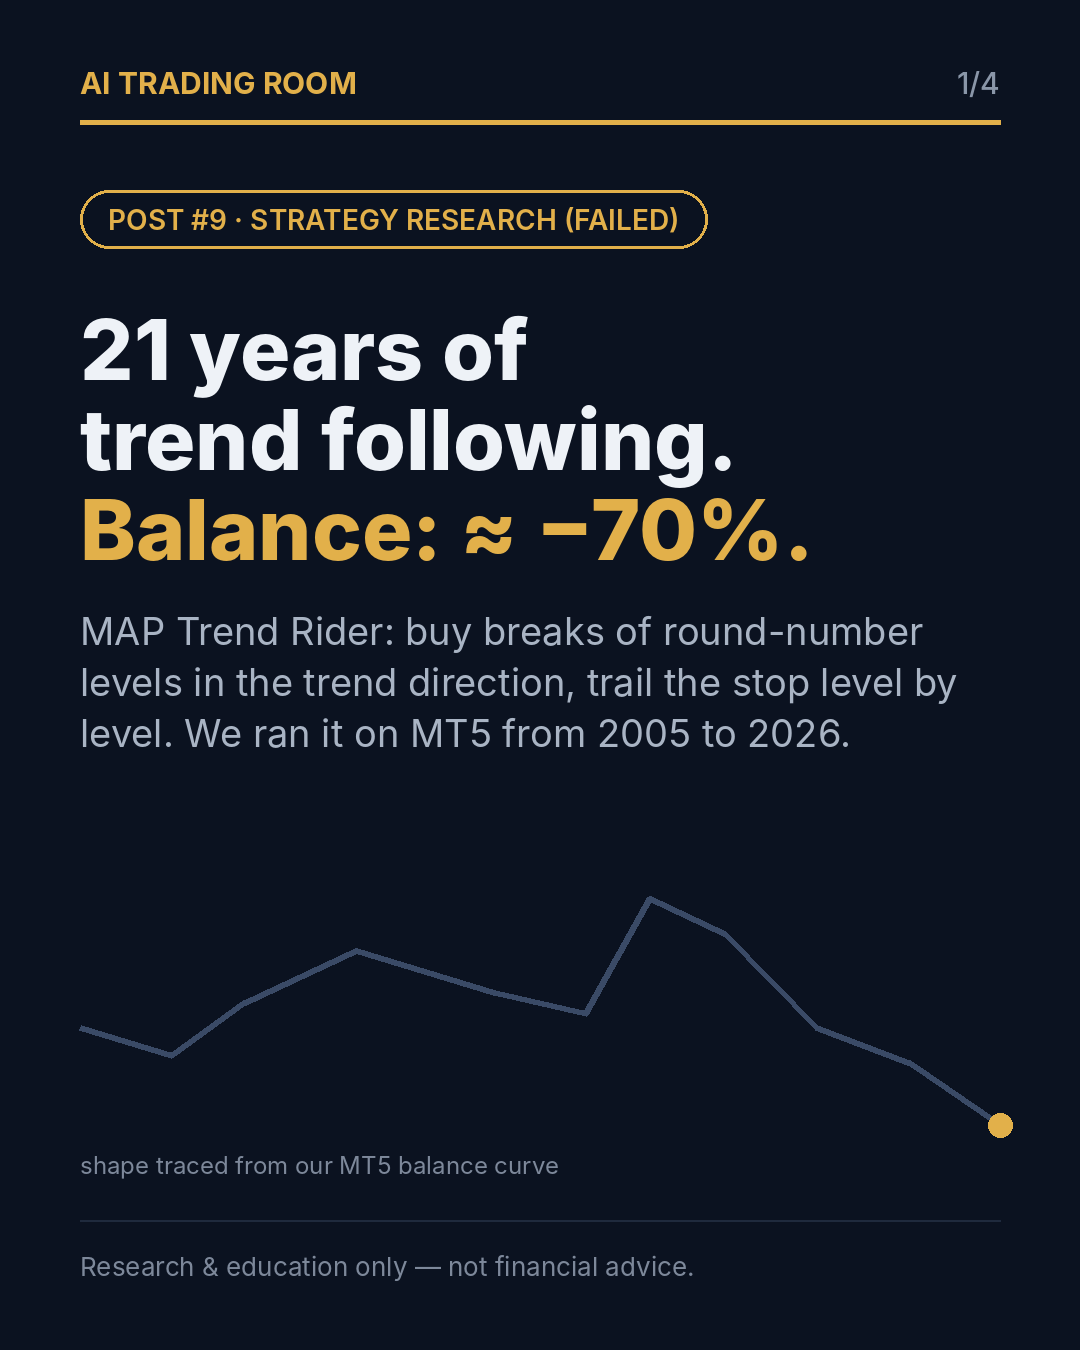 AI TRADING ROOM
1/4
POST #9 · STRATEGY RESEARCH (FAILED)
21 years of
trend following.
Balance: ≈ −70%.
MAP Trend Rider: buy breaks of round-number
levels in the trend direction, trail the stop level by
level. We ran it on MT5 from 2005 to 2026.
shape traced from our MT5 balance curve
Research & education only — not financial advice.